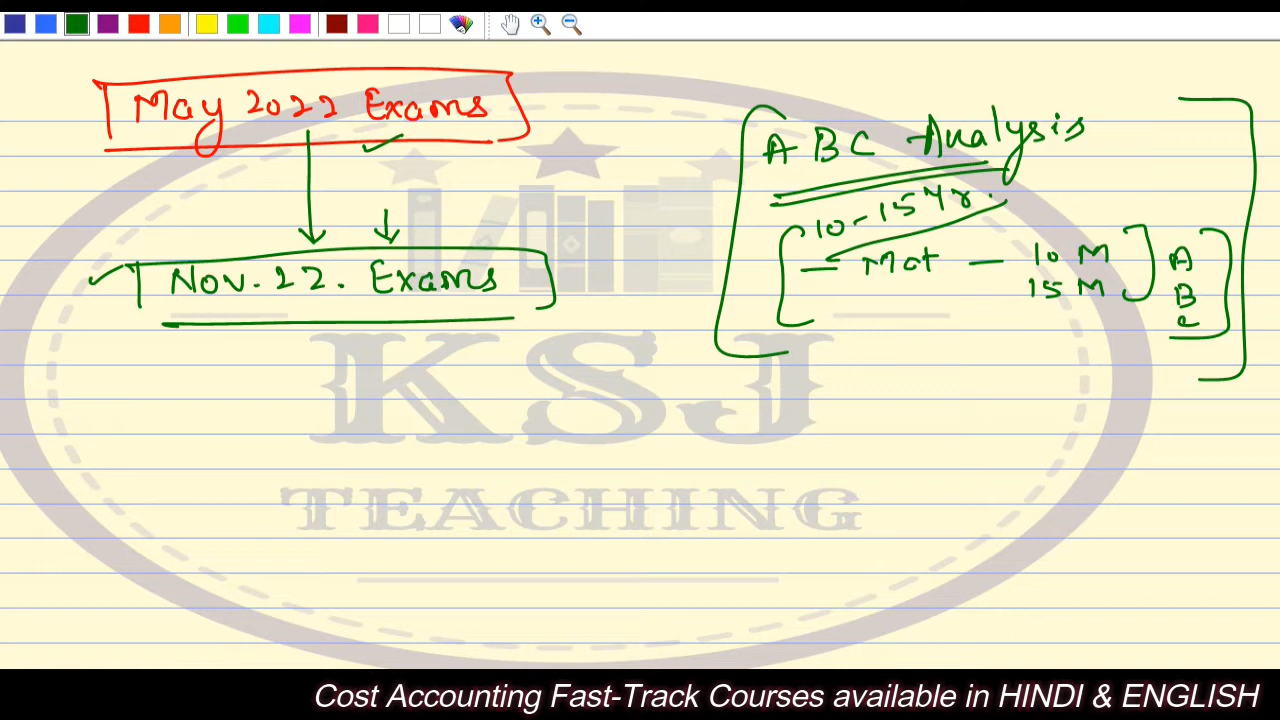 May 2022 Exams
Nov. 22. Exams
ABC Analysis
10-15 Yr.
— Mat — 10 M
15 M
A
B
C
KSJ
TEACHING
Cost Accounting Fast-Track Courses available in HINDI & ENGLISH